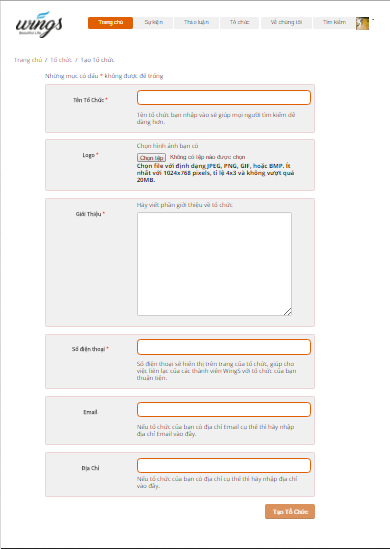 wings
Beautiful Life
Trang chủ
Sự kiện
Thảo luận
Tổ chức
Về chúng tôi
Tìm kiếm
Trang chủ / Tổ chức / Tạo Tổ Chức
Những mục có dấu * không được để trống
Tên Tổ Chức *
Tên tổ chức bạn nhập vào sẽ giúp mọi người tìm kiếm dễ
dàng hơn.
Logo *
Chọn hình ảnh bạn có
Chọn tệp Không có tệp nào được chọn
Chọn file với định dạng JPEG, PNG, GIF, hoặc BMP. Ít
nhất với 1024x768 pixels, tỉ lệ 4x3 và không vượt quá
20MB.
Giới Thiệu *
Hãy viết phần giới thiệu về tổ chức
Số điện thoại *
Số điện thoại sẽ hiển thị trên trang của tổ chức, giúp cho
việc liên lạc của các thành viên WingS với tổ chức của bạn
thuận tiện.
Email
Nếu tổ chức của bạn có địa chỉ Email cụ thể thì hãy nhập
địa chỉ Email vào đây.
Địa Chỉ
Nếu tổ chức của bạn có địa chỉ cụ thể thì hãy nhập địa chỉ
vào đây.
Tạo Tổ Chức